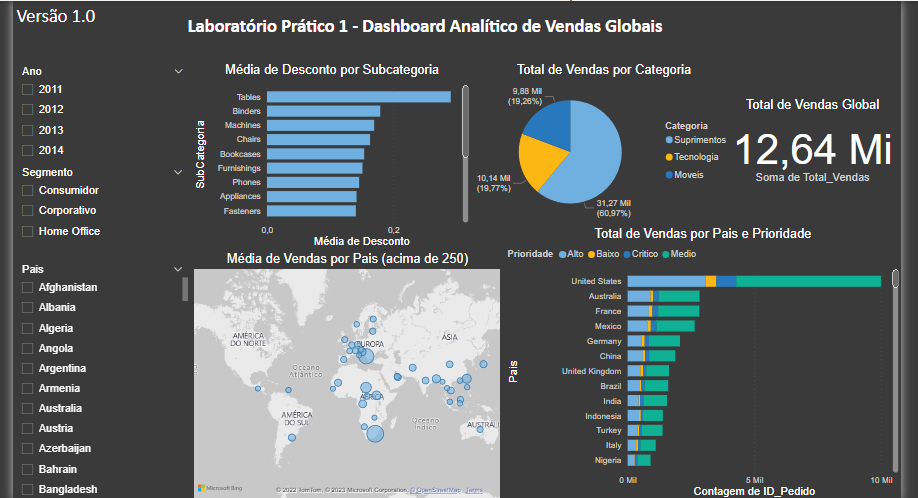 Versão 1.0
Laboratório Prático 1 - Dashboard Analítico de Vendas Globais
Ano
2011
2012
2013
2014
Segmento
Consumidor
Corporativo
Home Office
Pais
Afghanistan
Albania
Algeria
Angola
Argentina
Armenia
Australia
Austria
Azerbaijan
Bahrain
Bangladesh
Média de Desconto por Subcategoria
SubCategoria
Tables
Binders
Machines
Chairs
Bookcases
Furnishings
Phones
Appliances
Fasteners
0,0
0,2
Média de Desconto
Total de Vendas por Categoria
9,88 Mil
(19,26%)
10,14 Mil
(19,77%)
31,27 Mil
(60,97%)
Categoria
Suprimentos
Tecnologia
Moveis
Total de Vendas Global
12,64 Mi
Soma de Total_Vendas
Média de Vendas por Pais (acima de 250)
AMÉRICA
DO NORTE
EUROPA
ÁSIA
Oceano
Atlântico
ÁFRICA
AMÉRICA
DO SUL
Oceano
Índico
AUSTRÁL
Microsoft Bing
© 2022 TomTom, © 2023 Microsoft Corporation, © OpenStreetMap Terms
Total de Vendas por Pais e Prioridade
Prioridade Alto Baixo Critico Medio
Pais
United States
Australia
France
Mexico
Germany
China
United Kingdom
Brazil
India
Indonesia
Turkey
Italy
Nigeria
0 Mil
5 Mil
10 Mil
Contagem de ID_Pedido